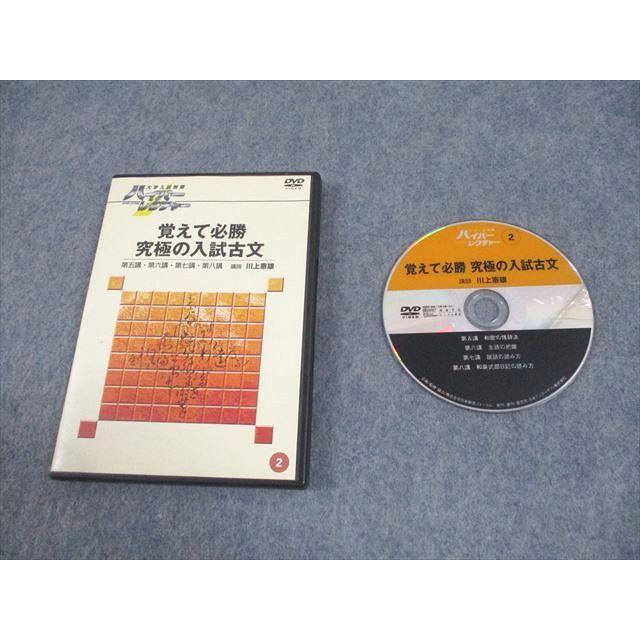 DVD
VIDEO
大学入試対策
ハイパー
レクチャー
覚えて必勝
究極の入試古文
第五講・第六講・第七講・第八講 講師 川上憲雄
2
ハイパー
レクチャー
2
覚えて必勝 究極の入試古文
講師 川上憲雄
DVD
VIDEO
第五講 和歌の修辞法
第六講 主語の把握
第七講 説話の読み方
第八講 和泉式部日記の読み方